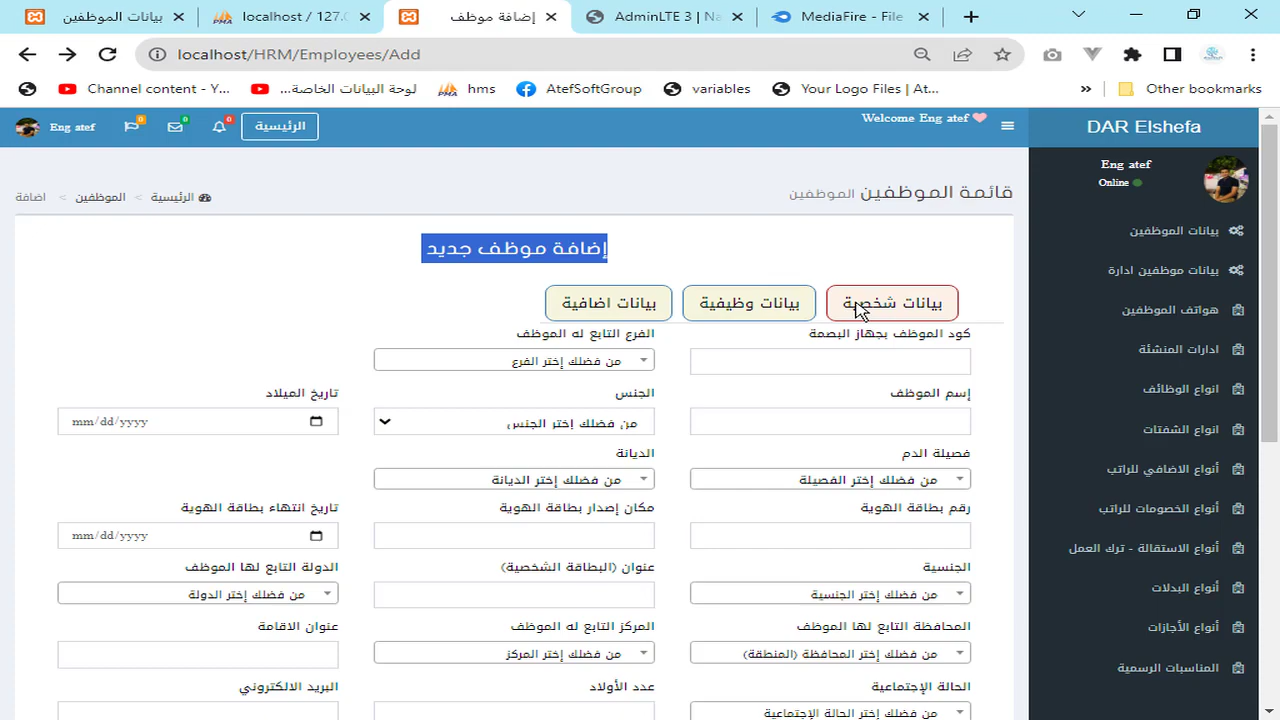 بيانات الموظفين
localhost / 127.0
إضافة موظف
AdminLTE 3 | Na
MediaFire - File
localhost/HRM/Employees/Add
Channel content - Y...
لوحة البيانات الخاصة...
hms
AtefSoftGroup
variables
Your Logo Files | At...
»
Other bookmarks
DAR Elshefa
Welcome Eng atef
الرئيسية
0
0
0
Eng atef
Eng atef
Online
بيانات الموظفين
بيانات موظفين ادارة
هواتف الموظفين
ادارات المنشئة
انواع الوظائف
انواع الشفتات
أنواع الاضافي للراتب
أنواع الخصومات للراتب
أنواع الاستقالة - ترك العمل
أنواع البدلات
أنواع الأجازات
المناسبات الرسمية
قائمة الموظفين الموظفين
الرئيسية > الموظفين > اضافة
إضافة موظف جديد
بيانات شخصية
بيانات وظيفية
بيانات اضافية
كود الموظف بجهاز البصمة
الفرع التابع له الموظف
من فضلك إختر الفرع
إسم الموظف
الجنس
تاريخ الميلاد
من فضلك إختر الجنس
mm/dd/yyyy
فصيلة الدم
الديانة
من فضلك إختر الفصيلة
من فضلك إختر الديانة
رقم بطاقة الهوية
مكان إصدار بطاقة الهوية
تاريخ انتهاء بطاقة الهوية
mm/dd/yyyy
الجنسية
عنوان (البطاقة الشخصية)
الدولة التابع لها الموظف
من فضلك إختر الجنسية
من فضلك إختر الدولة
المحافظة التابع لها الموظف
المركز التابع له الموظف
عنوان الاقامة
من فضلك إختر المحافظة (المنطقة)
من فضلك إختر المركز
الحالة الإجتماعية
عدد الأولاد
البريد الالكتروني
من فضلك إختر الحالة الإجتماعية